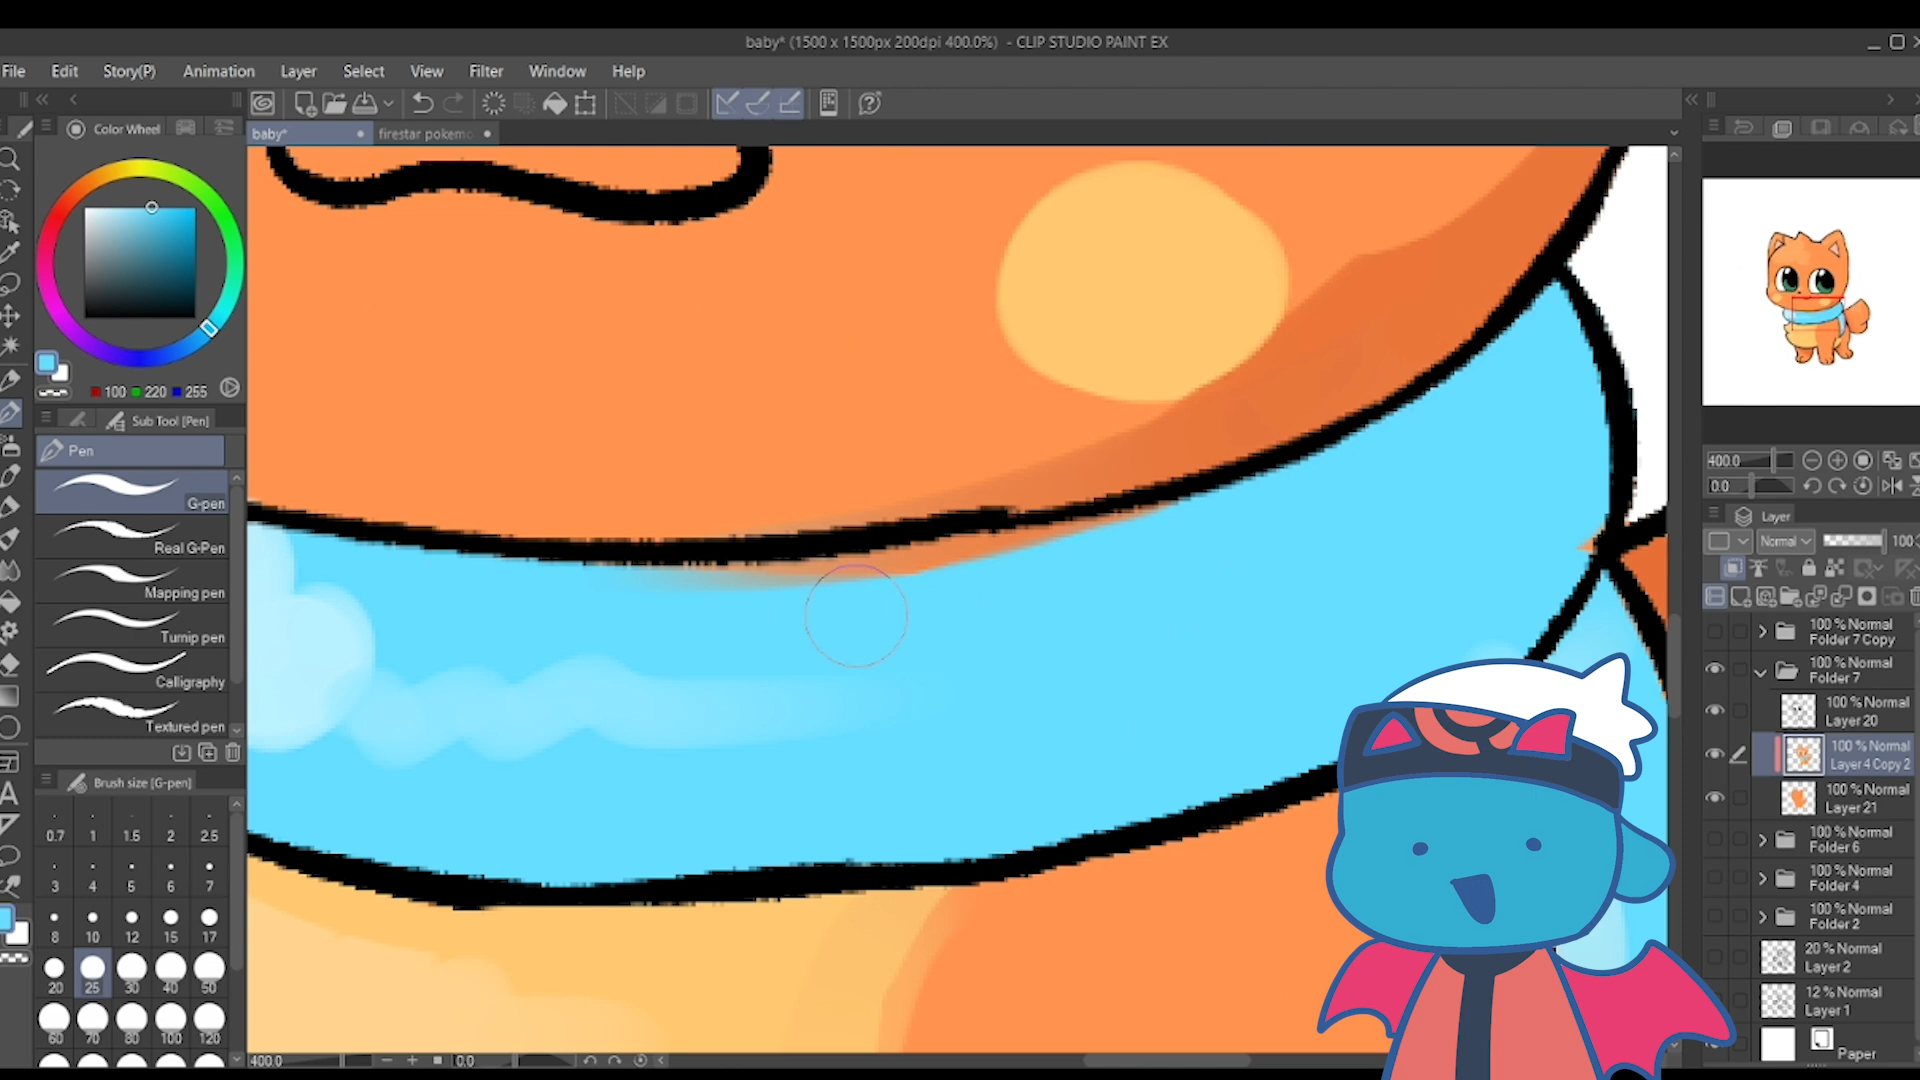 baby* (1500 x 1500px 200dpi 400.0%) - CLIP STUDIO PAINT EX
File Edit Story(P) Animation Layer Select View Filter Window Help
Color Wheel
baby* firestar pokemo
100 220 255
Sub Tool [Pen]
Pen
G-pen
Real G-Pen
Mapping pen
Turnip pen
Calligraphy
Textured pen
Brush size [G-pen]
0.7 1 1.5 2 2.5
3 4 5 6 7
8 10 12 15 17
20 25 30 40 50
60 70 80 100 120
400.0 0.0
400.0
0.0
Layer
Normal 100
100 % Normal
Folder 7 Copy
100 % Normal
Folder 7
100 % Normal
Layer 20
100 % Normal
Layer 4 Copy 2
100 % Normal
Layer 21
100 % Normal
Folder 6
100 % Normal
Folder 4
100 % Normal
Folder 2
20 % Normal
Layer 2
12 % Normal
Layer 1
Paper